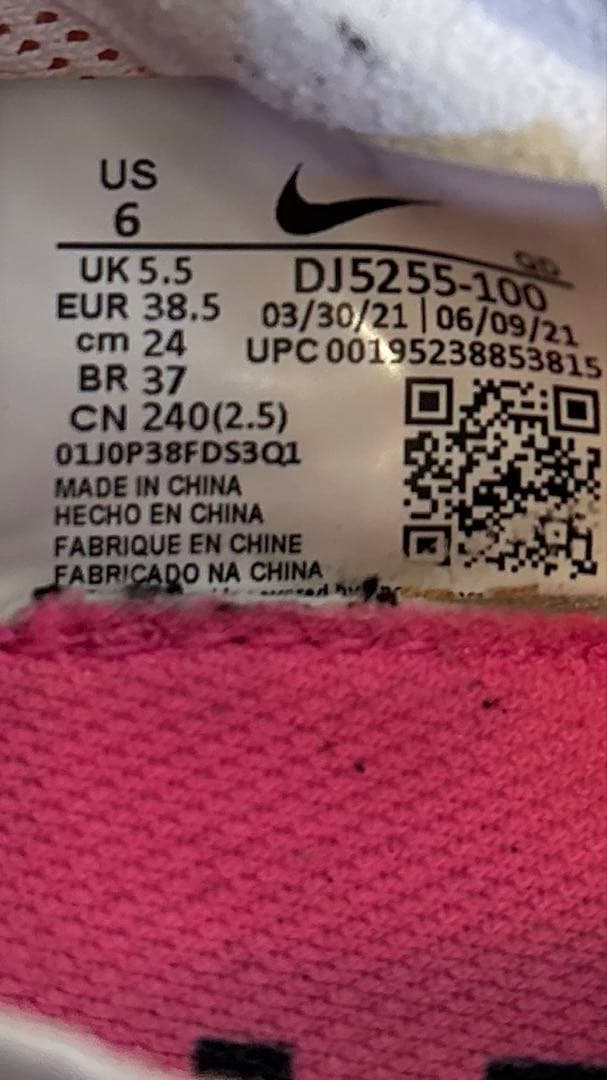 US
6
QD
UK 5.5
EUR 38.5
cm 24
BR 37
CN 240(2.5)
01J0P38FDS3Q1
MADE IN CHINA
HECHO EN CHINA
FABRIQUE EN CHINE
FABRICADO NA CHINA
DJ5255-100
03/30/21 | 06/09/21
UPC 00195238853815